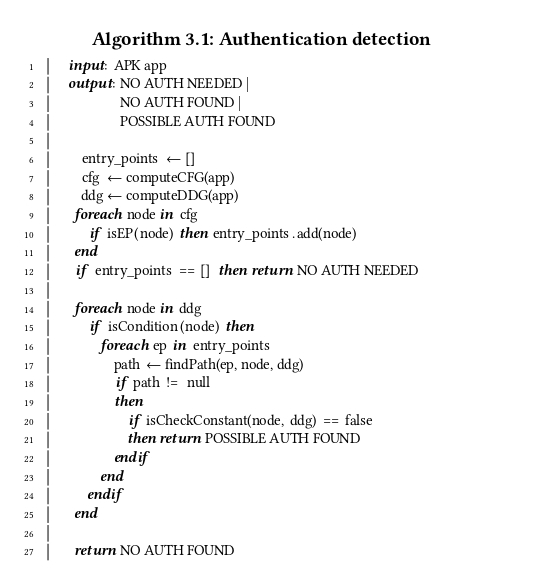 Algorithm 3.1: Authentication detection
1 input: APK app
2 output: NO AUTH NEEDED |
3 NO AUTH FOUND |
4 POSSIBLE AUTH FOUND
5
6 entry_points ← []
7 cfg ← computeCFG(app)
8 ddg ← computeDDG(app)
9 foreach node in cfg
10 if isEP(node) then entry_points.add(node)
11 end
12 if entry_points == [] then return NO AUTH NEEDED
13
14 foreach node in ddg
15 if isCondition(node) then
16 foreach ep in entry_points
17 path ← findPath(ep, node, ddg)
18 if path != null
19 then
20 if isCheckConstant(node, ddg) == false
21 then return POSSIBLE AUTH FOUND
22 endif
23 end
24 endif
25 end
26
27 return NO AUTH FOUND